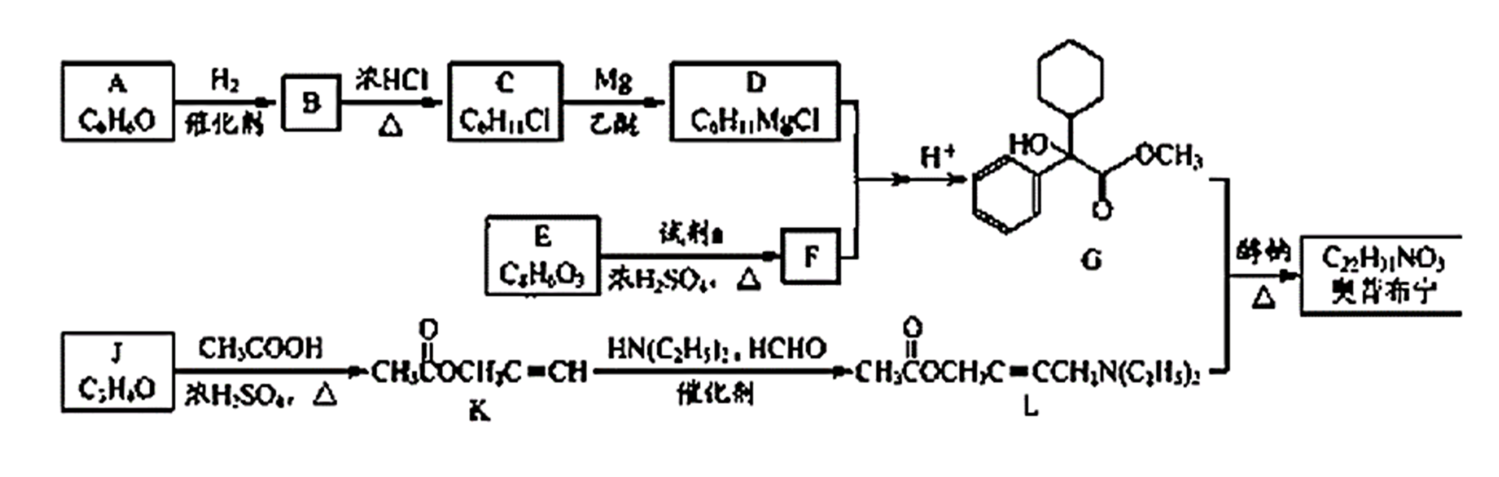 A
C₆H₆O
H₂
催化剂
B
浓HCl
△
C
C₆H₁₁Cl
Mg
乙醚
D
C₆H₁₁MgCl
H⁺
HO
OCH₃
O
G
E
C₈H₆O₃
试剂a
浓H₂SO₄, △
F
醇钠
△
C₂₂H₃₁NO₃
奥昔布宁
J
C₃H₄O
CH₃COOH
浓H₂SO₄, △
O
CH₃COCH₂C≡CH
K
HN(C₂H₅)₂, HCHO
催化剂
O
CH₃COCH₂C≡CCH₂N(C₂H₅)₂
L